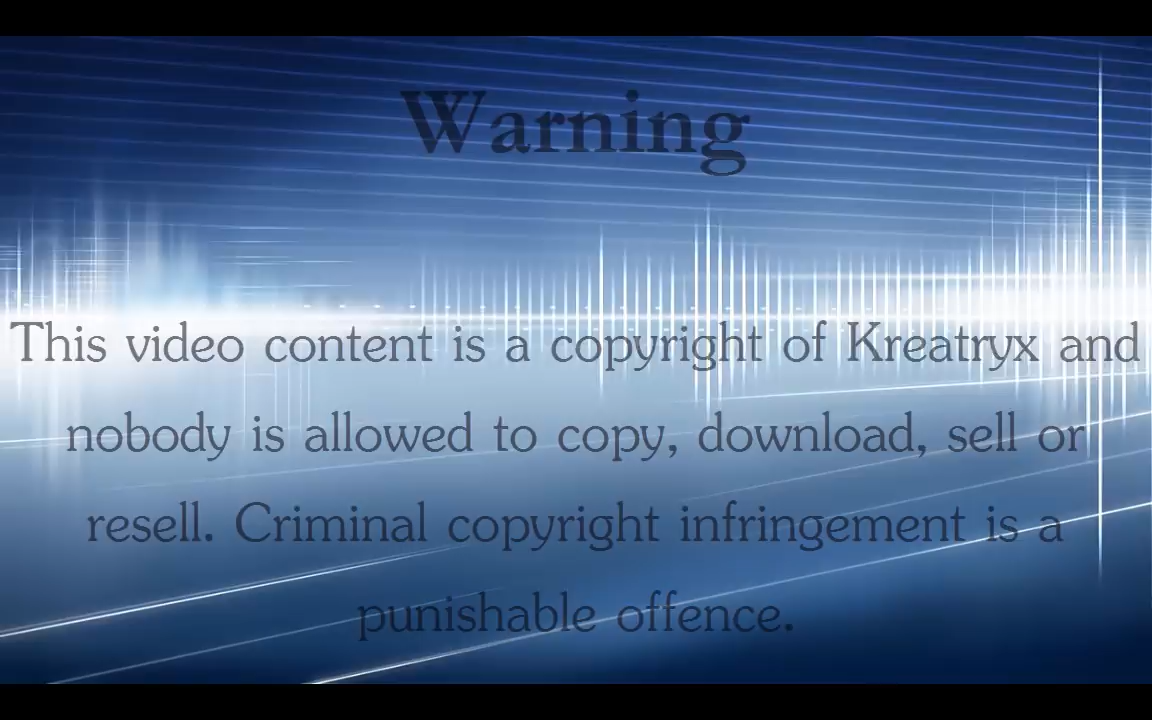 Warning
This video content is a copyright of Kreatryx and
nobody is allowed to copy, download, sell or
resell. Criminal copyright infringement is a
punishable offence.